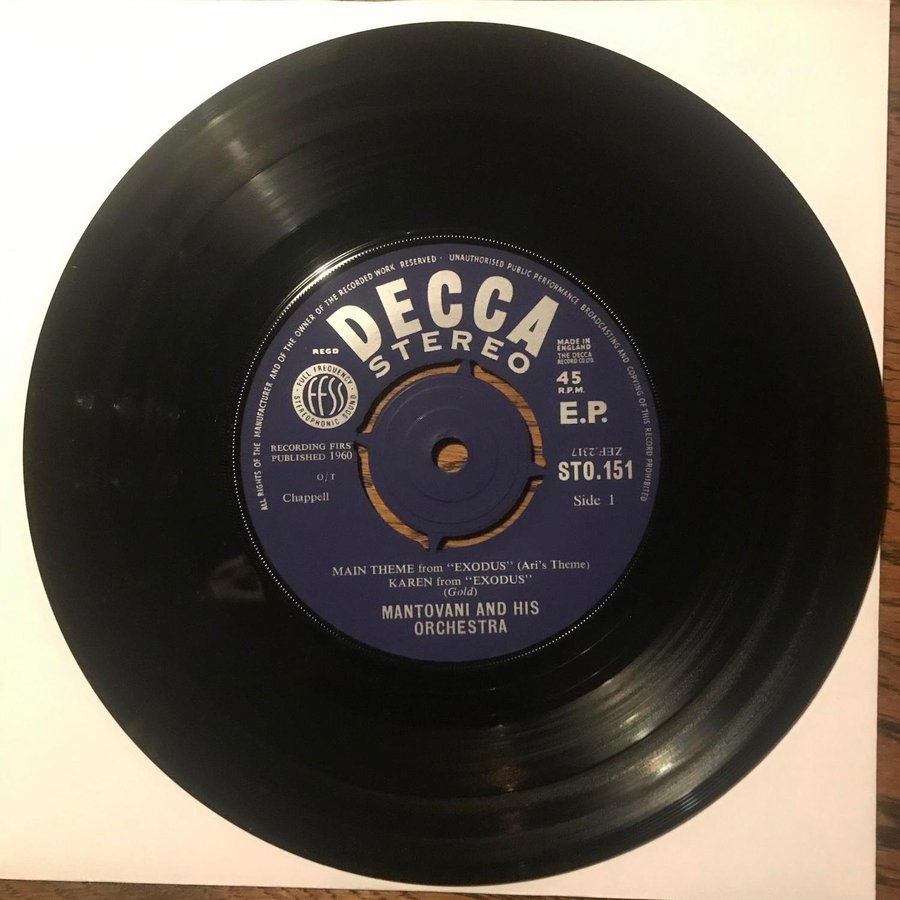 ALL RIGHTS OF THE MANUFACTURER AND OF THE OWNER OF THE RECORDED WORK RESERVED · UNAUTHORISED PUBLIC PERFORMANCE BROADCASTING AND COPYING OF THIS RECORD PROHIBITED
DECCA
STEREO
REGD
· FULL FREQUENCY · STEREOPHONIC SOUND
FFSS
MADE IN
ENGLAND
THE DECCA
RECORD CO. LTD.
45
R.P.M.
E.P.
RECORDING FIRS
PUBLISHED 1960
O/T
Chappell
ZEF.2317
STO.151
Side 1
MAIN THEME from "EXODUS" (Ari's Theme)
KAREN from "EXODUS"
(Gold)
MANTOVANI AND HIS
ORCHESTRA